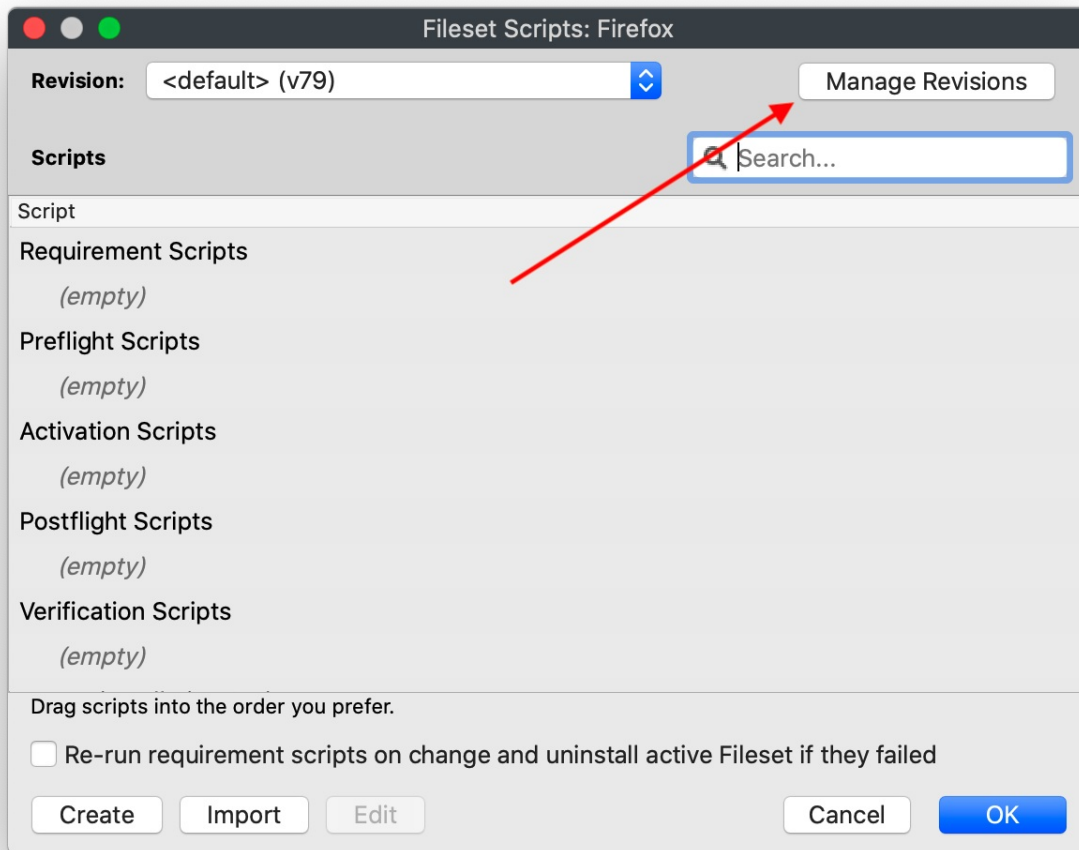 Fileset Scripts: Firefox
Revision: <default> (v79) Manage Revisions
Scripts Search...
Script
Requirement Scripts
(empty)
Preflight Scripts
(empty)
Activation Scripts
(empty)
Postflight Scripts
(empty)
Verification Scripts
(empty)
Drag scripts into the order you prefer.
Re-run requirement scripts on change and uninstall active Fileset if they failed
Create Import Edit Cancel OK